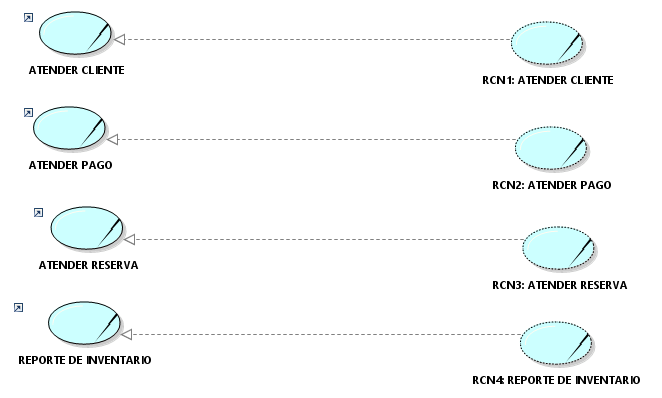 ATENDER CLIENTE
RCN1: ATENDER CLIENTE
ATENDER PAGO
RCN2: ATENDER PAGO
ATENDER RESERVA
RCN3: ATENDER RESERVA
REPORTE DE INVENTARIO
RCN4: REPORTE DE INVENTARIO